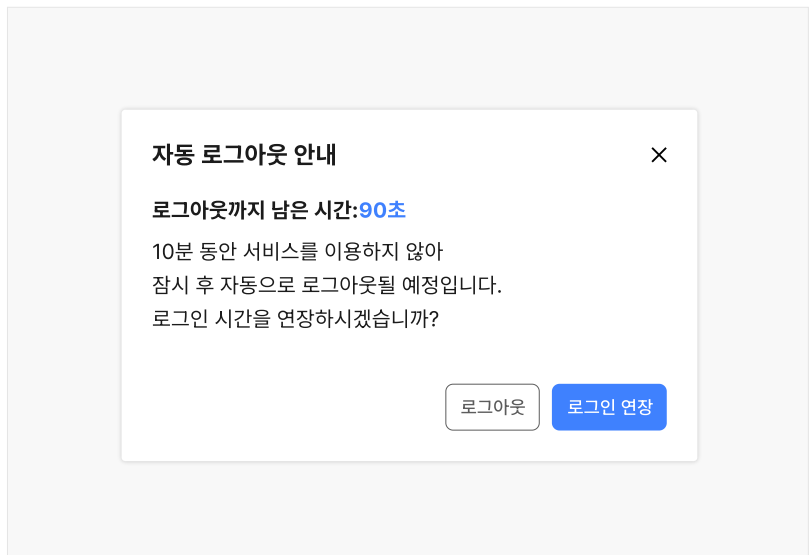 자동 로그아웃 안내
로그아웃까지 남은 시간:90초
10분 동안 서비스를 이용하지 않아
잠시 후 자동으로 로그아웃될 예정입니다.
로그인 시간을 연장하시겠습니까?
로그아웃 로그인 연장